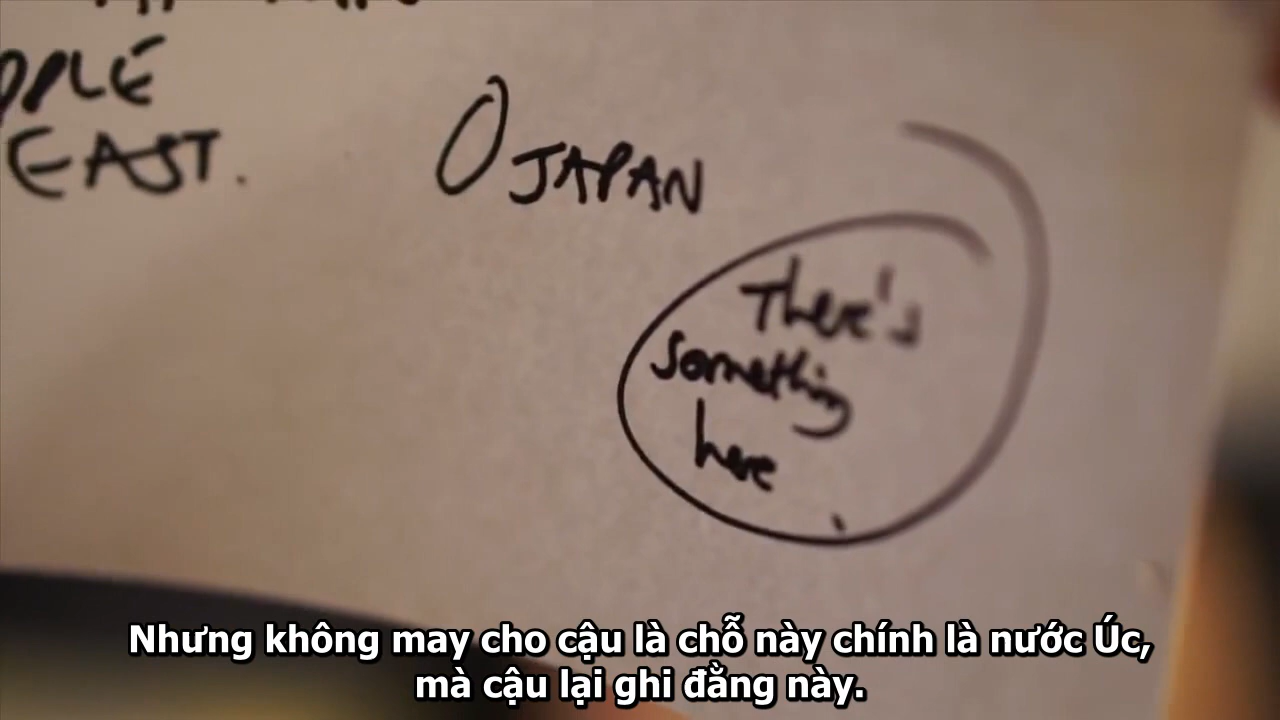 EAST.
JAPAN
There's
something
here
Nhưng không may cho cậu là chỗ này chính là nước Úc,
mà cậu lại ghi đằng này.